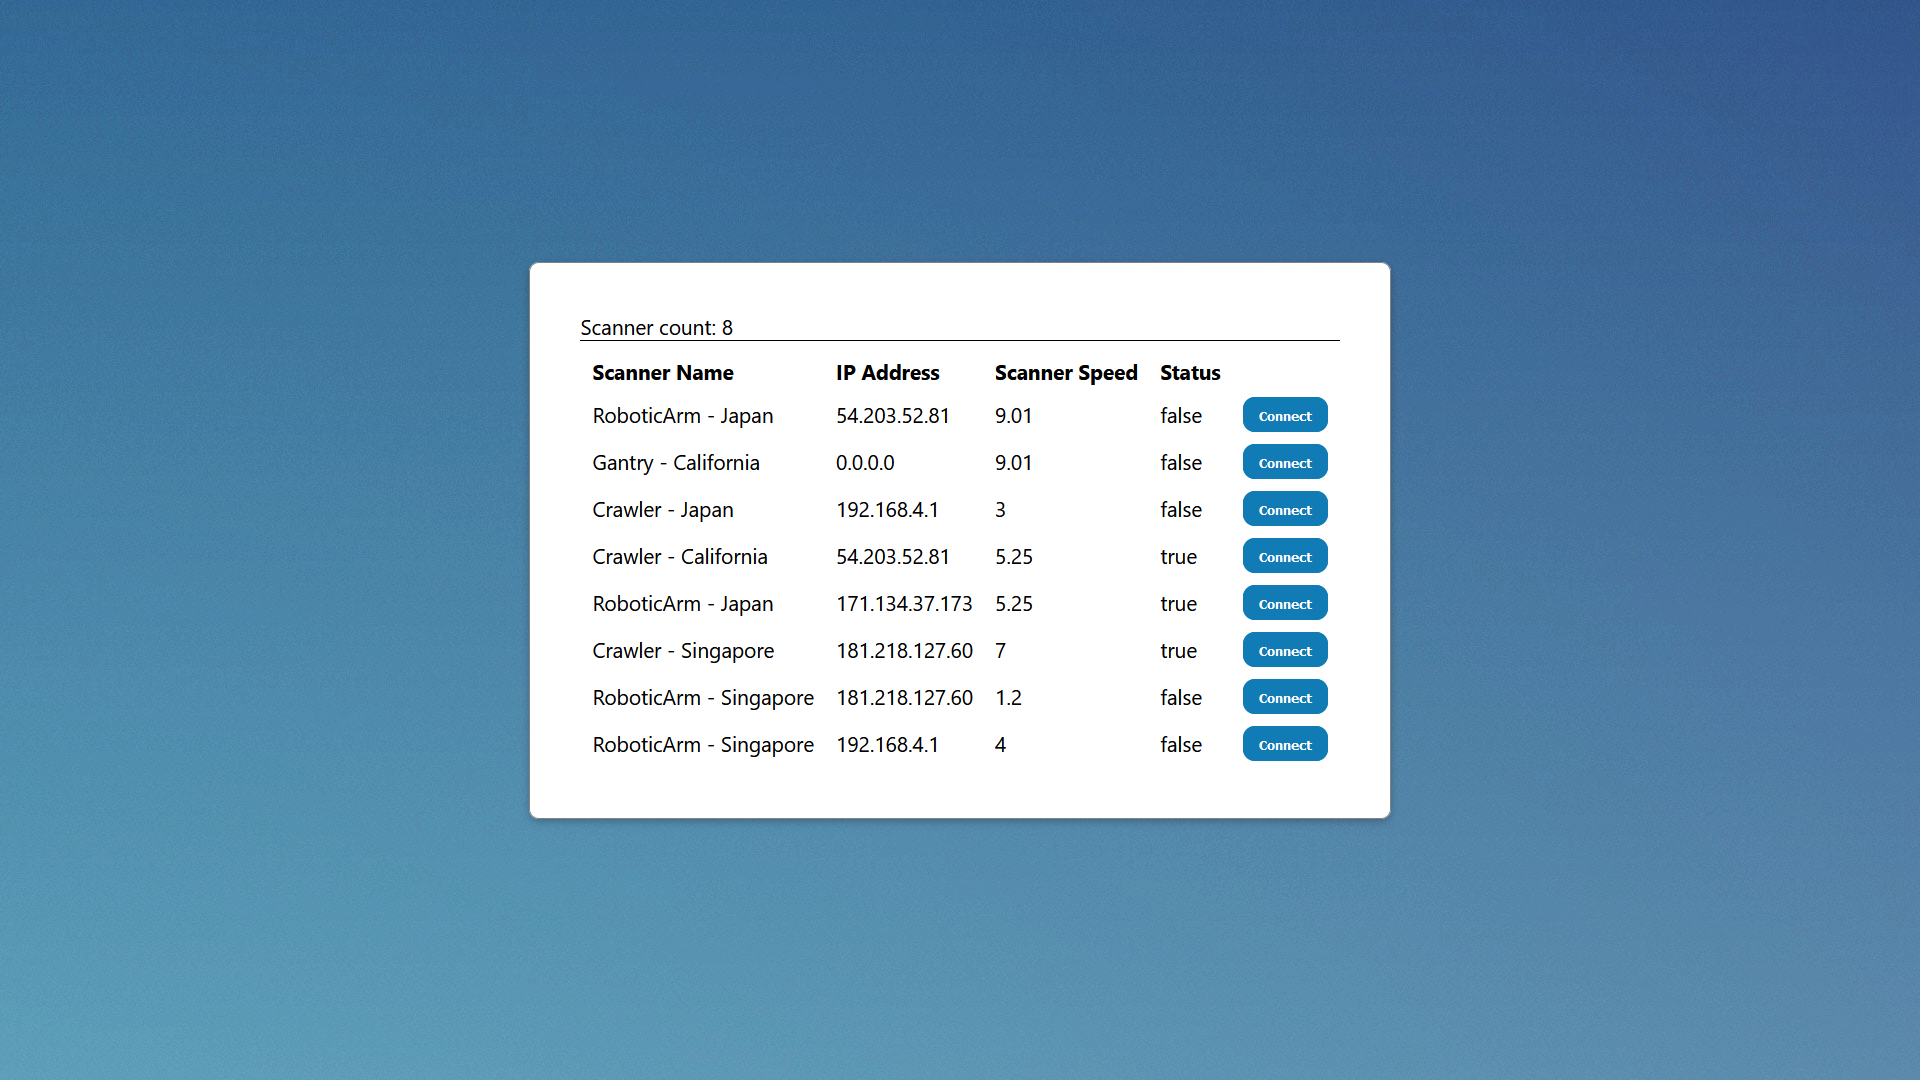 Scanner count: 8
Scanner Name IP Address Scanner Speed Status
RoboticArm - Japan 54.203.52.81 9.01 false Connect
Gantry - California 0.0.0.0 9.01 false Connect
Crawler - Japan 192.168.4.1 3 false Connect
Crawler - California 54.203.52.81 5.25 true Connect
RoboticArm - Japan 171.134.37.173 5.25 true Connect
Crawler - Singapore 181.218.127.60 7 true Connect
RoboticArm - Singapore 181.218.127.60 1.2 false Connect
RoboticArm - Singapore 192.168.4.1 4 false Connect